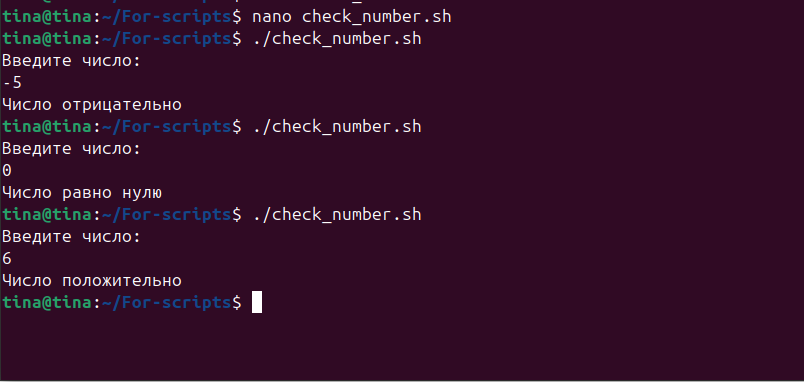 tina@tina:~/For-scripts$ nano check_number.sh
tina@tina:~/For-scripts$ ./check_number.sh
Введите число:
-5
Число отрицательно
tina@tina:~/For-scripts$ ./check_number.sh
Введите число:
0
Число равно нулю
tina@tina:~/For-scripts$ ./check_number.sh
Введите число:
6
Число положительно
tina@tina:~/For-scripts$